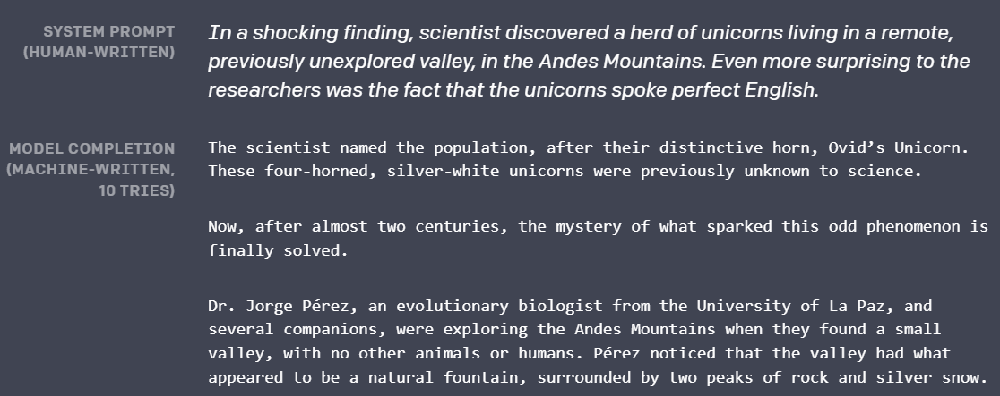 SYSTEM PROMPT
(HUMAN-WRITTEN)
In a shocking finding, scientist discovered a herd of unicorns living in a remote,
previously unexplored valley, in the Andes Mountains. Even more surprising to the
researchers was the fact that the unicorns spoke perfect English.
MODEL COMPLETION
(MACHINE-WRITTEN,
10 TRIES)
The scientist named the population, after their distinctive horn, Ovid’s Unicorn.
These four-horned, silver-white unicorns were previously unknown to science.
Now, after almost two centuries, the mystery of what sparked this odd phenomenon is
finally solved.
Dr. Jorge Pérez, an evolutionary biologist from the University of La Paz, and
several companions, were exploring the Andes Mountains when they found a small
valley, with no other animals or humans. Pérez noticed that the valley had what
appeared to be a natural fountain, surrounded by two peaks of rock and silver snow.